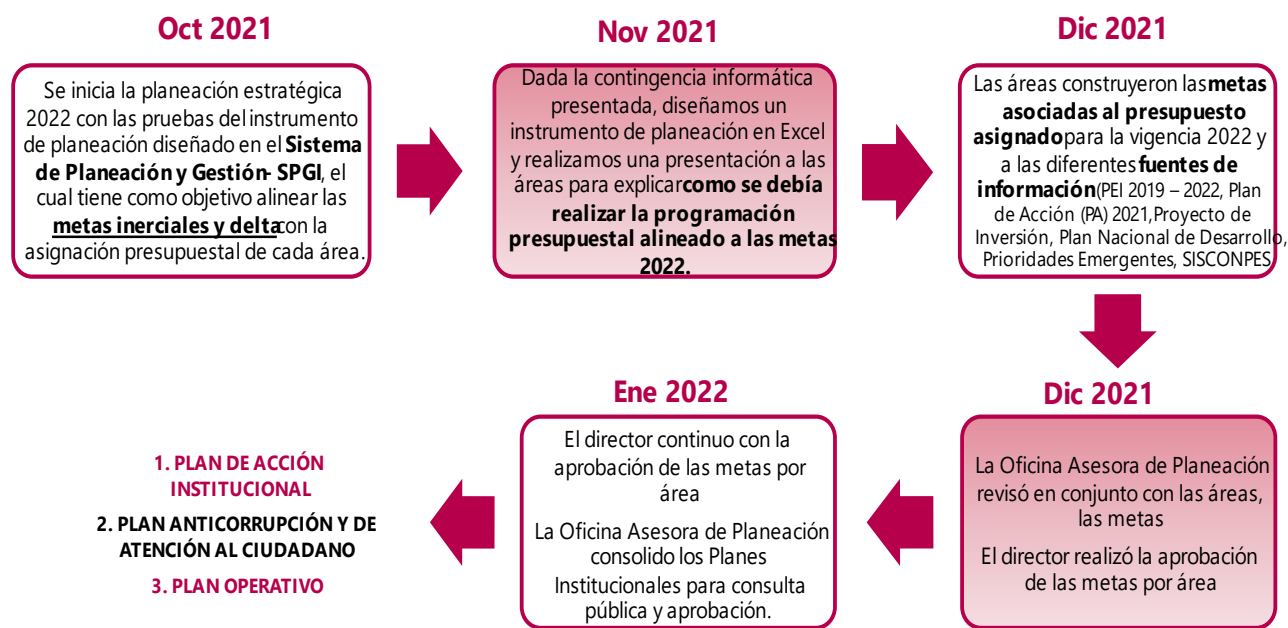 Oct 2021
Se inicia la planeación estratégica
2022 con las pruebas del instrumento
de planeación diseñado en el Sistema
de Planeación y Gestión- SPGI, el
cual tiene como objetivo alinear las
metas inerciales y delta con la
asignación presupuestal de cada área.
Nov 2021
Dada la contingencia informática
presentada, diseñamos un
instrumento de planeación en Excel
y realizamos una presentación a las
áreas para explicar como se debía
realizar la programación
presupuestal alineado a las metas
2022.
Dic 2021
Las áreas construyeron las metas
asociadas al presupuesto
asignado para la vigencia 2022 y
a las diferentes fuentes de
información (PEI 2019 – 2022, Plan
de Acción (PA) 2021, Proyecto de
Inversión, Plan Nacional de Desarrollo,
Prioridades Emergentes, SISCONPES
Dic 2021
La Oficina Asesora de Planeación
revisó en conjunto con las áreas,
las metas
El director realizó la aprobación
de las metas por área
Ene 2022
El director continuo con la
aprobación de las metas por
área
La Oficina Asesora de Planeación
consolido los Planes
Institucionales para consulta
pública y aprobación.
1. PLAN DE ACCIÓN
INSTITUCIONAL
2. PLAN ANTICORRUPCIÓN Y DE
ATENCIÓN AL CIUDADANO
3. PLAN OPERATIVO